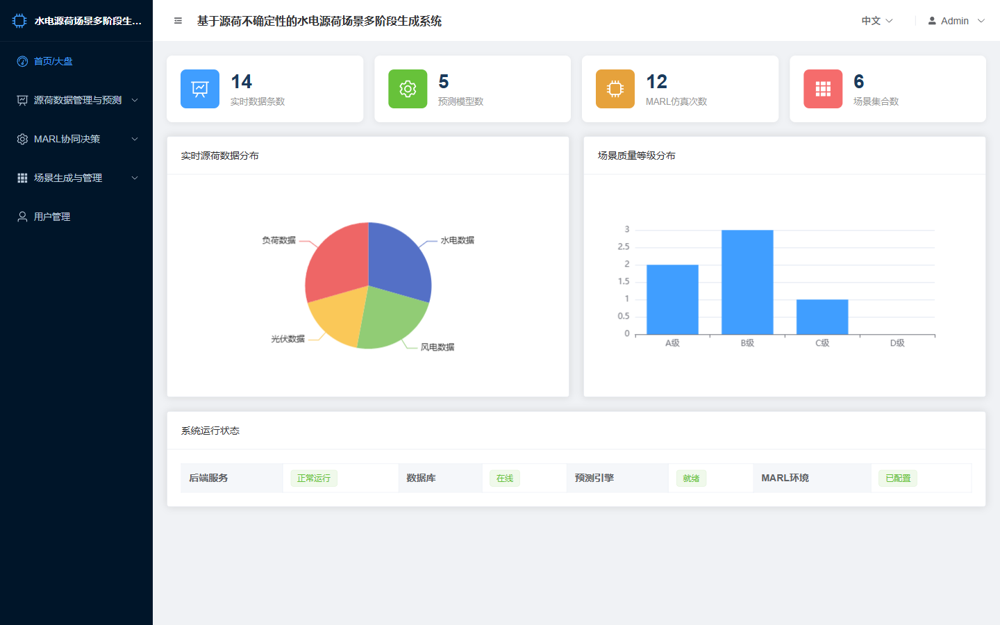 水电源荷场景多阶段生...
首页/大盘
源荷数据管理与预测
MARL协同决策
场景生成与管理
用户管理
基于源荷不确定性的水电源荷场景多阶段生成系统
中文
Admin
14
实时数据条数
5
预测模型数
12
MARL仿真次数
6
场景集合数
实时源荷数据分布
负荷数据
水电数据
光伏数据
风电数据
场景质量等级分布
3
2.5
2
1.5
1
0.5
0
A级 B级 C级 D级
系统运行状态
后端服务 正常运行 数据库 在线 预测引擎 就绪 MARL环境 已配置